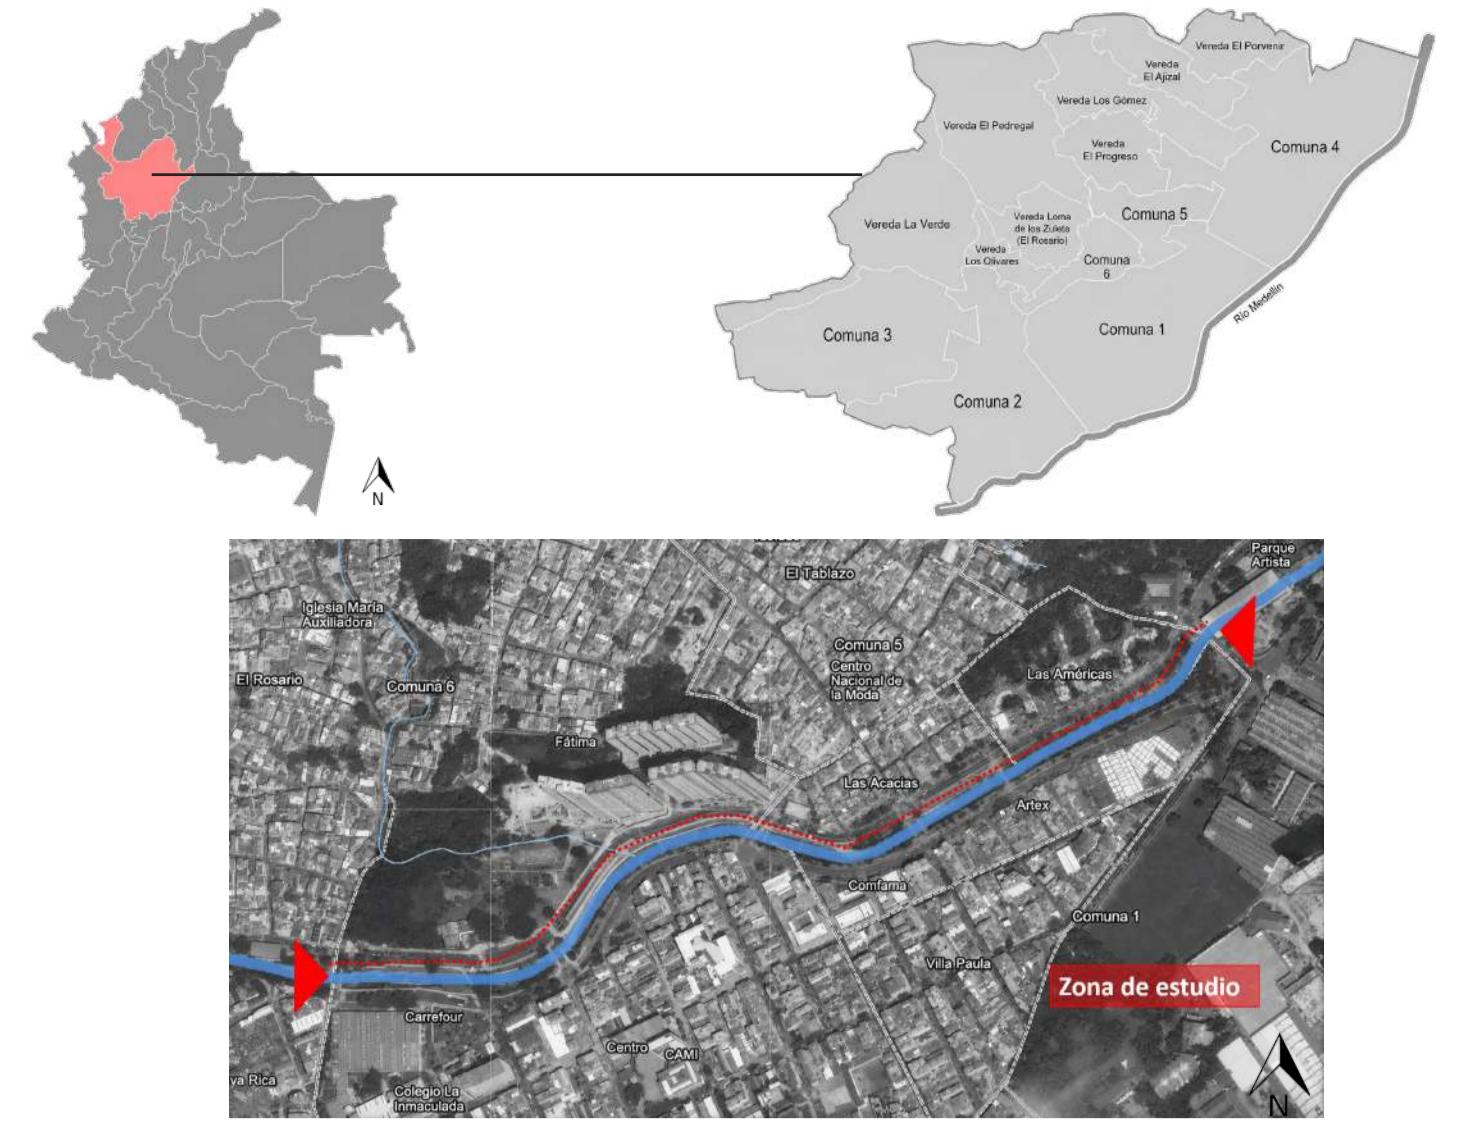 Vereda El Porvenir
Vereda
El Ajizal
Vereda Los Gómez
Vereda El Pedregal
Vereda
El Progreso
Comuna 4
Vereda La Verde
Vereda Loma
de los Zuleta
(El Rosario)
Comuna 5
Vereda
Los Olivares
Comuna
6
Río Medellín
Comuna 3
Comuna 1
Comuna 2
N
Parque
Artista
El Tablazo
Iglesia María
Auxiliadora
Comuna 5
Centro
Nacional de
la Moda
El Rosario
Comuna 6
Las Américas
Fátima
Las Acacias
Artex
Comfama
Comuna 1
Villa Paula
Zona de estudio
Carrefour
Centro
CAMI
va Rica
Colegio La
Inmaculada
N